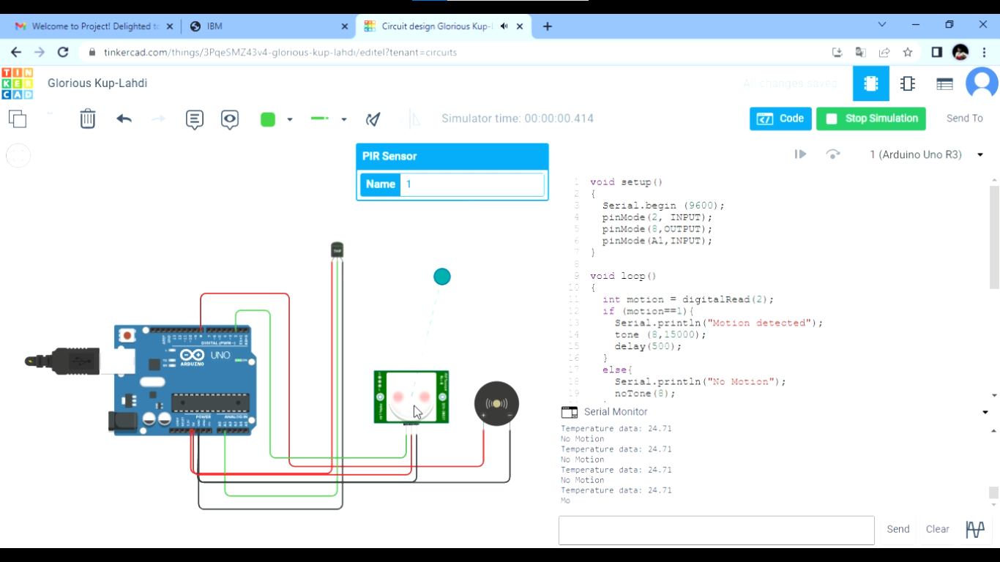 Welcome to Project! Delighted to
IBM
Circuit design Glorious Kup-L
tinkercad.com/things/3PqeSMZ43v4-glorious-kup-lahdi/editel?tenant=circuits
TIN
KER
CAD
Glorious Kup-Lahdi
All changes saved
Simulator time: 00:00:00.414
Code
Stop Simulation
Send To
PIR Sensor
Name 1
1 (Arduino Uno R3)
1 void setup()
2 {
3 Serial.begin (9600);
4 pinMode(2, INPUT);
5 pinMode(8,OUTPUT);
6 pinMode(A1,INPUT);
7 }
8
9 void loop()
10 {
11 int motion = digitalRead(2);
12 if (motion==1){
13 Serial.println("Motion detected");
14 tone (8,15000);
15 delay(500);
16 }
17 else{
18 Serial.println("No Motion");
19 noTone(8);
TMP
DIGITAL (PWM~)
UNO
ARDUINO
POWER
ANALOG IN
Serial Monitor
Temperature data: 24.71
No Motion
Temperature data: 24.71
No Motion
Temperature data: 24.71
No Motion
Temperature data: 24.71
Mo
Send
Clear